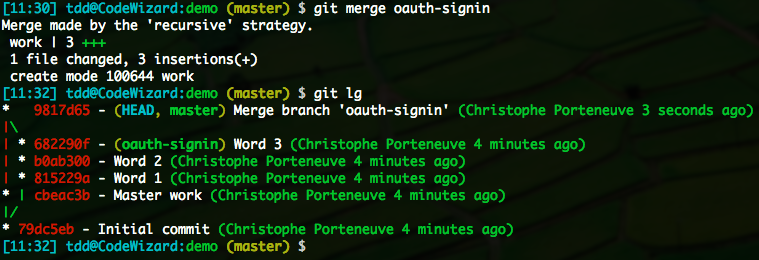 [11:30] tdd@CodeWizard:demo (master) $ git merge oauth-signin
Merge made by the 'recursive' strategy.
 work | 3 +++
 1 file changed, 3 insertions(+)
 create mode 100644 work
[11:32] tdd@CodeWizard:demo (master) $ git lg
*   9817d65 - (HEAD, master) Merge branch 'oauth-signin' (Christophe Porteneuve 3 seconds ago)
|\
| * 682290f - (oauth-signin) Word 3 (Christophe Porteneuve 4 minutes ago)
| * b0ab300 - Word 2 (Christophe Porteneuve 4 minutes ago)
| * 815229a - Word 1 (Christophe Porteneuve 4 minutes ago)
* | cbeac3b - Master work (Christophe Porteneuve 4 minutes ago)
|/
* 79dc5eb - Initial commit (Christophe Porteneuve 4 minutes ago)
[11:32] tdd@CodeWizard:demo (master) $